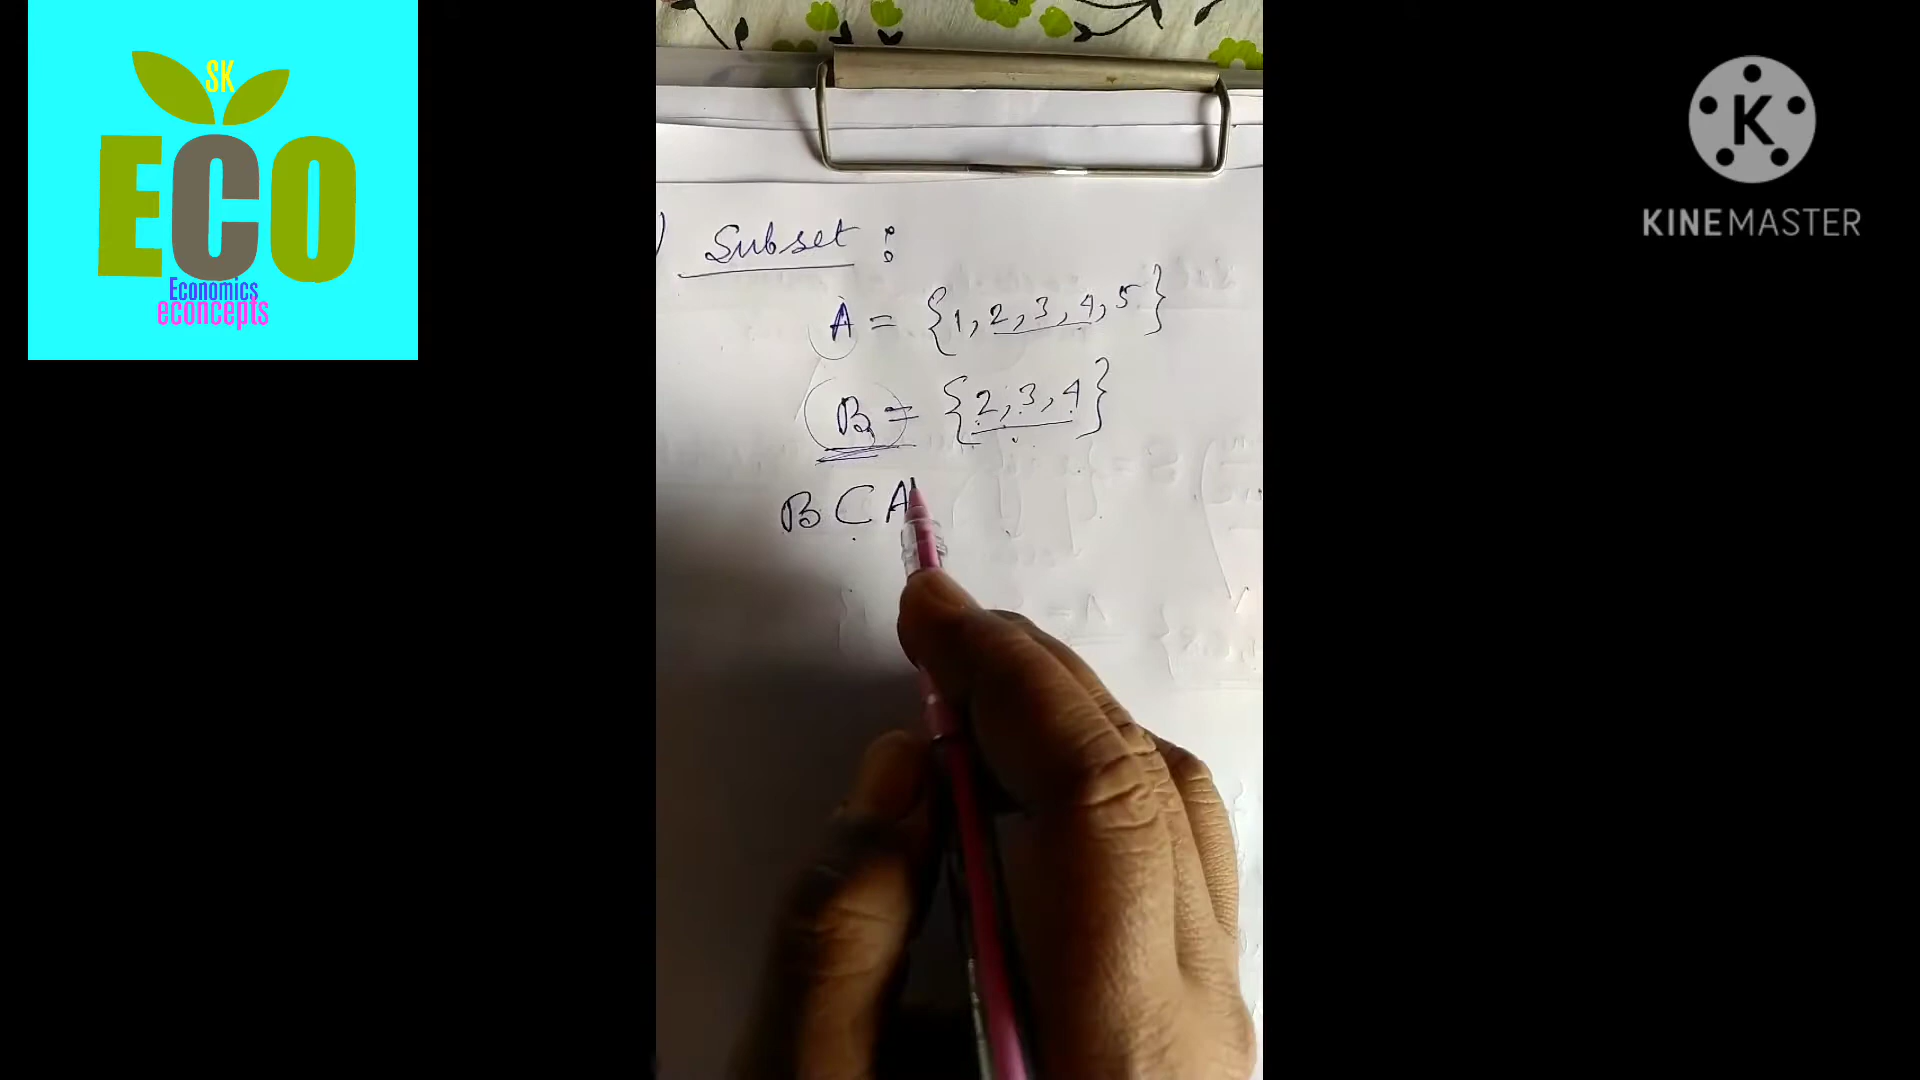 SK
ECO
Economics
econcepts
KINEMASTER
) Subset :
A = {1, 2, 3, 4, 5}
B = {2, 3, 4}
B ⊂ A